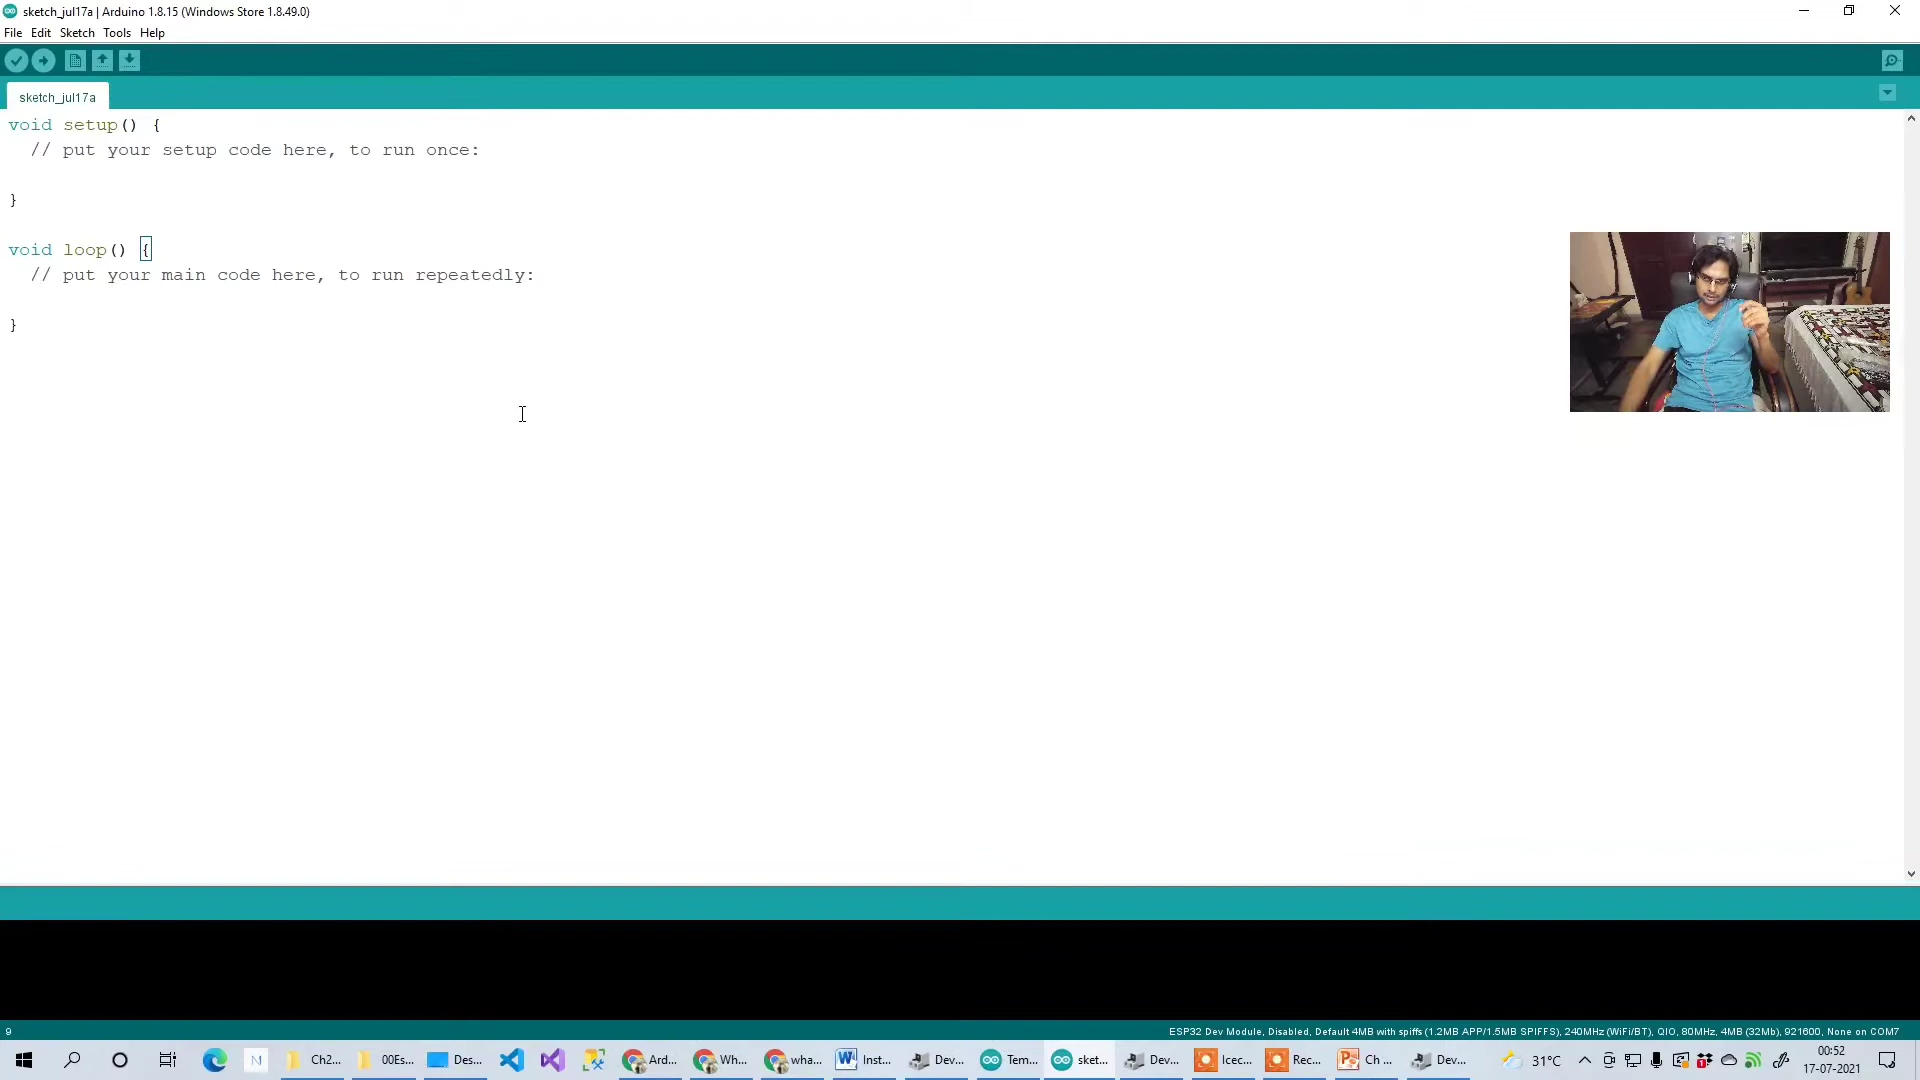 sketch_jul17a | Arduino 1.8.15 (Windows Store 1.8.49.0)
File Edit Sketch Tools Help
sketch_jul17a
void setup() {
// put your setup code here, to run once:
}
void loop() {
// put your main code here, to run repeatedly:
}
9
ESP32 Dev Module, Disabled, Default 4MB with spiffs (1.2MB APP/1.5MB SPIFFS), 240MHz (WiFi/BT), QIO, 80MHz, 4MB (32Mb), 921600, None on COM7
N Ch2... 00Es... Des... Ard... Wh... wha... Inst... Dev... Tem... sket... Dev... Icec... Rec... Ch ... Dev... 31°C
00:52
17-07-2021